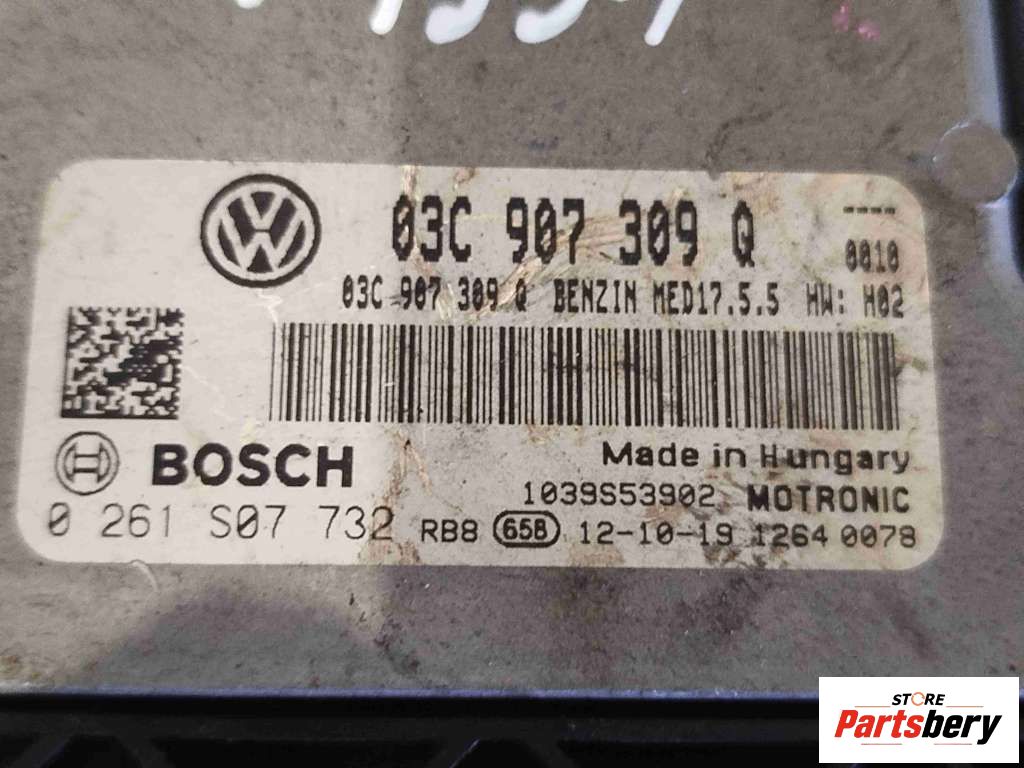 03C 907 309 Q ----
0010
03C 907 309 Q BENZIN MED17.5.5 HW: H02
BOSCH
Made in Hungary
1039S53902 MOTRONIC
0 261 S07 732 RB8 658 12-10-19 1264 0078
STORE
Partsbery